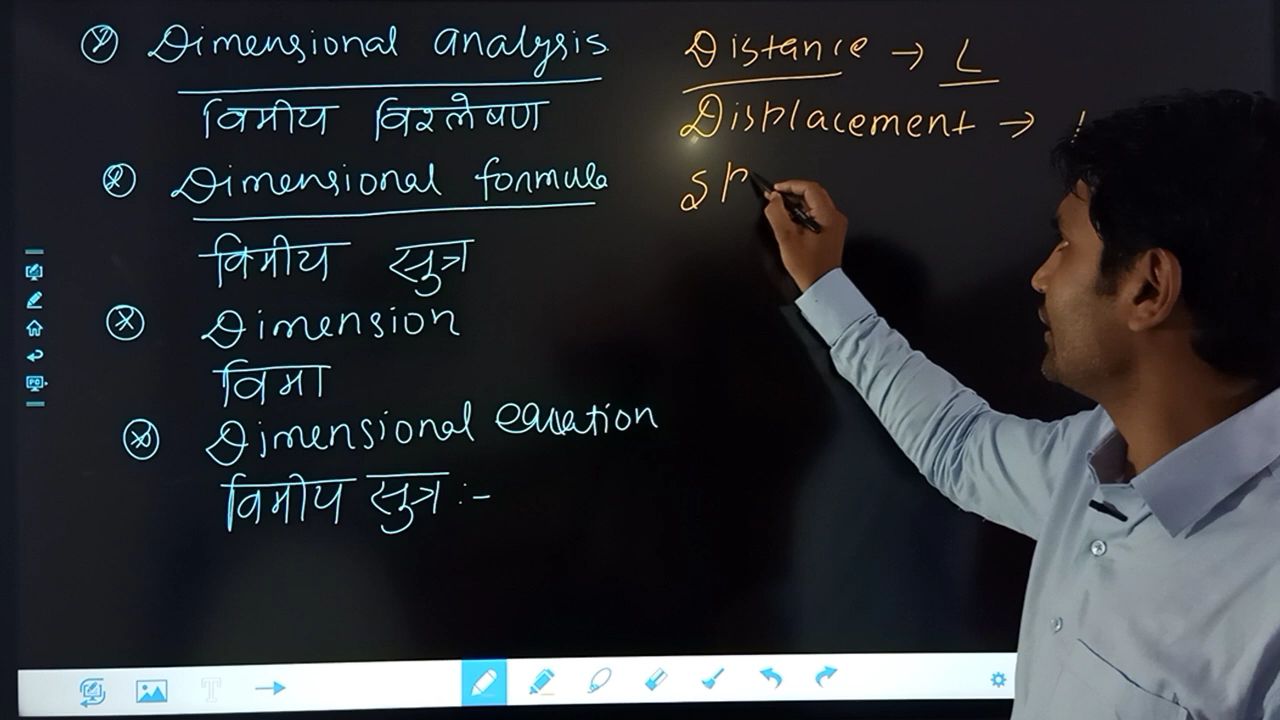 Dimensional analysis
विमीय विश्लेषण
Dimensional formula
विमीय सुत्र
Dimension
विमा
Dimensional equation
विमीय सुत्र :-
Distance → L
Displacement →
SP